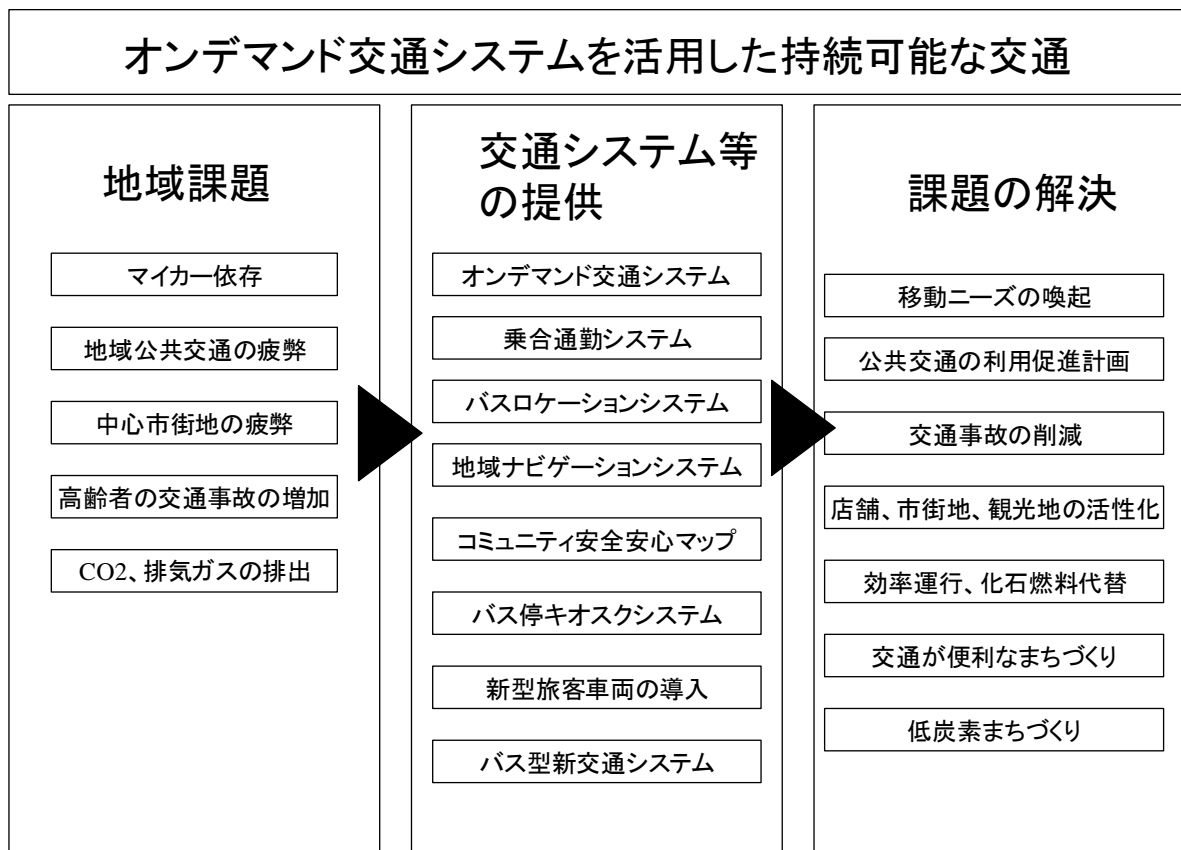 オンデマンド交通システムを活用した持続可能な交通
地域課題
マイカー依存
地域公共交通の疲弊
中心市街地の疲弊
高齢者の交通事故の増加
CO2、排気ガスの排出
交通システム等
の提供
オンデマンド交通システム
乗合通勤システム
バスロケーションシステム
地域ナビゲーションシステム
コミュニティ安全安心マップ
バス停キオスクシステム
新型旅客車両の導入
バス型新交通システム
課題の解決
移動ニーズの喚起
公共交通の利用促進計画
交通事故の削減
店舗、市街地、観光地の活性化
効率運行、化石燃料代替
交通が便利なまちづくり
低炭素まちづくり